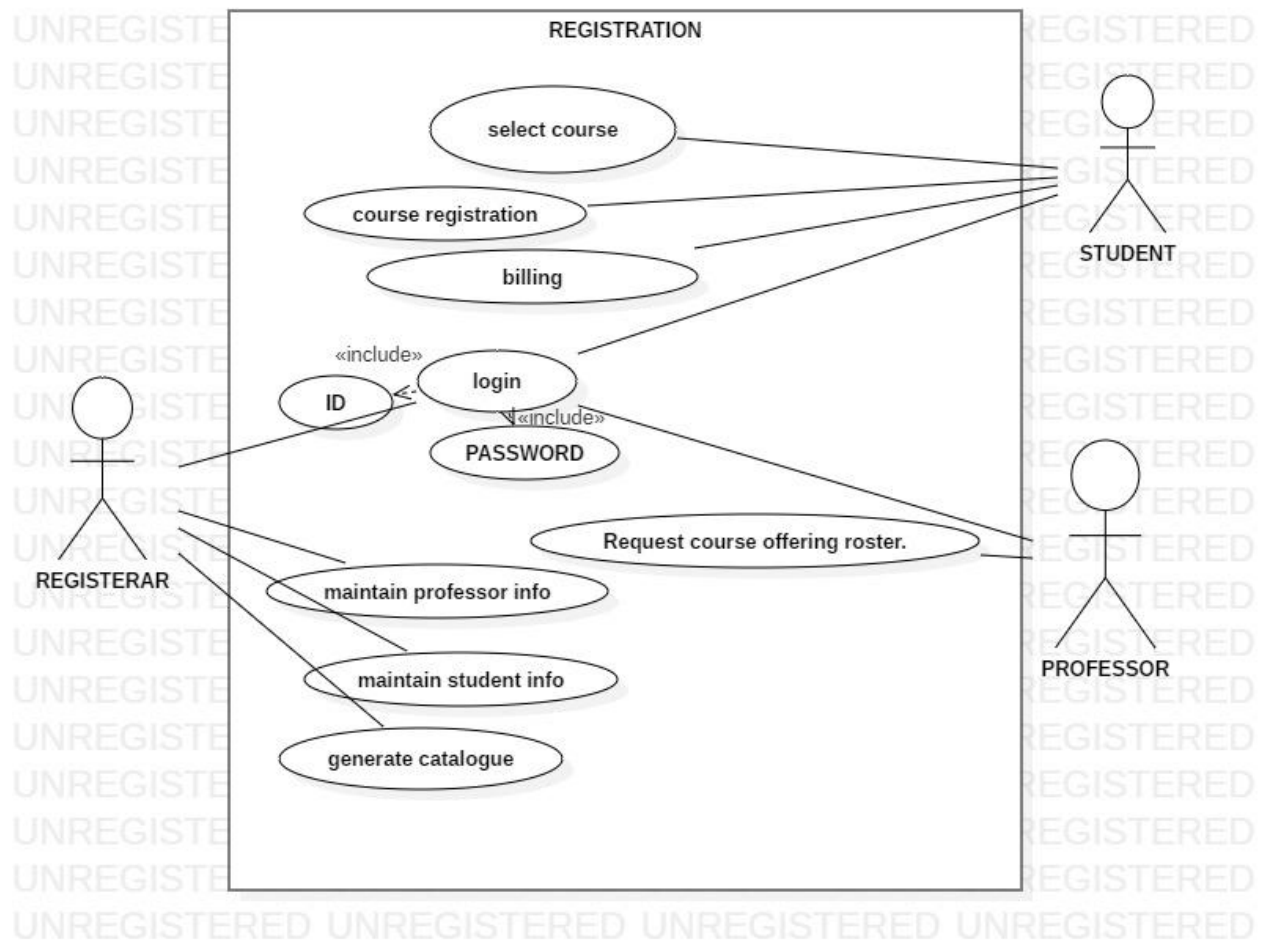 REGISTRATION
select course
course registration
STUDENT
billing
«include»
login
ID
«include»
PASSWORD
Request course offering roster.
REGISTERAR
maintain professor info
PROFESSOR
maintain student info
generate catalogue
UNREGISTERED UNREGISTERED UNREGISTERED UNREGISTERED